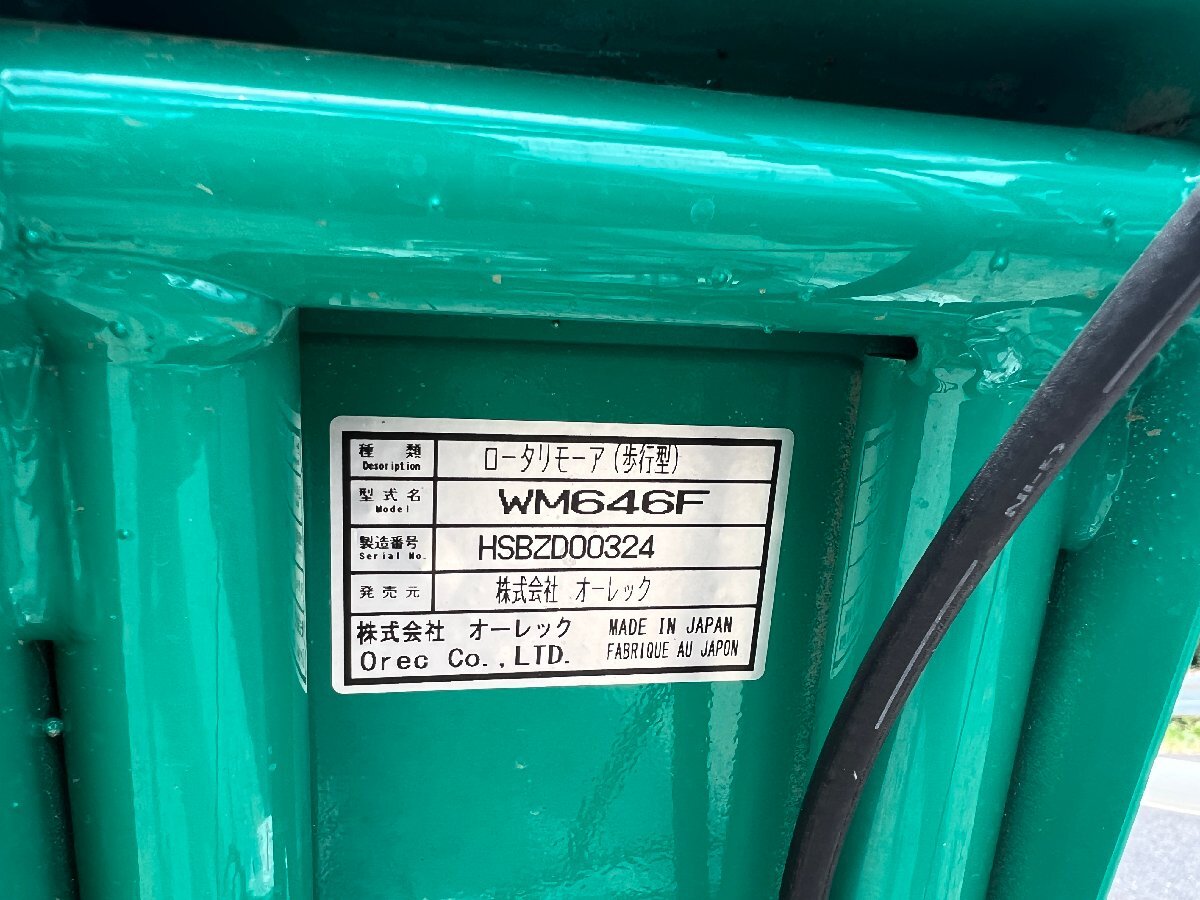 種類 ロータリモーア(歩行型)
Description
型式名 WM646F
Model
製造番号 HSBZD00324
Serial No.
発売元 株式会社 オーレック
株式会社 オーレック MADE IN JAPAN
Orec Co.,LTD. FABRIQUE AU JAPON